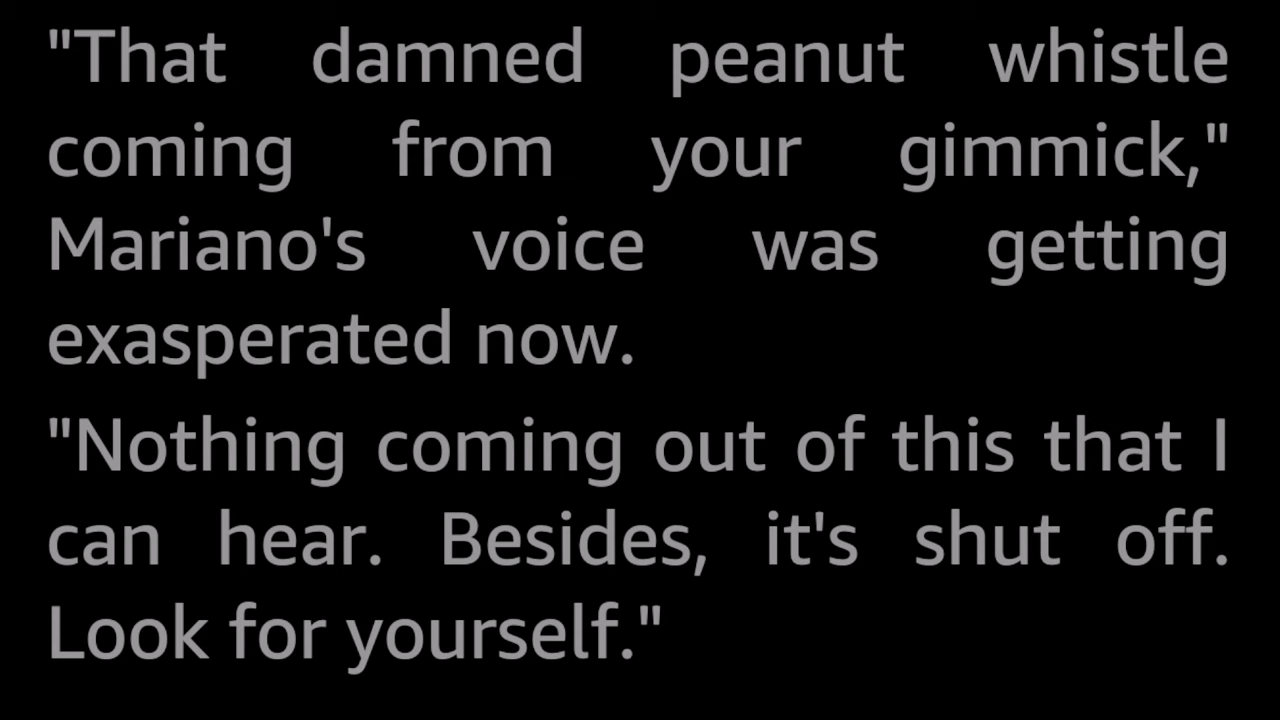 "That damned peanut whistle
coming from your gimmick,"
Mariano's voice was getting
exasperated now.
"Nothing coming out of this that I
can hear. Besides, it's shut off.
Look for yourself."